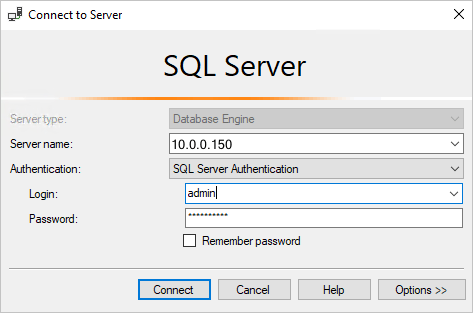 Connect to Server
SQL Server
Server type: Database Engine
Server name: 10.0.0.150
Authentication: SQL Server Authentication
Login: admin
Password: **********
Remember password
Connect Cancel Help Options >>